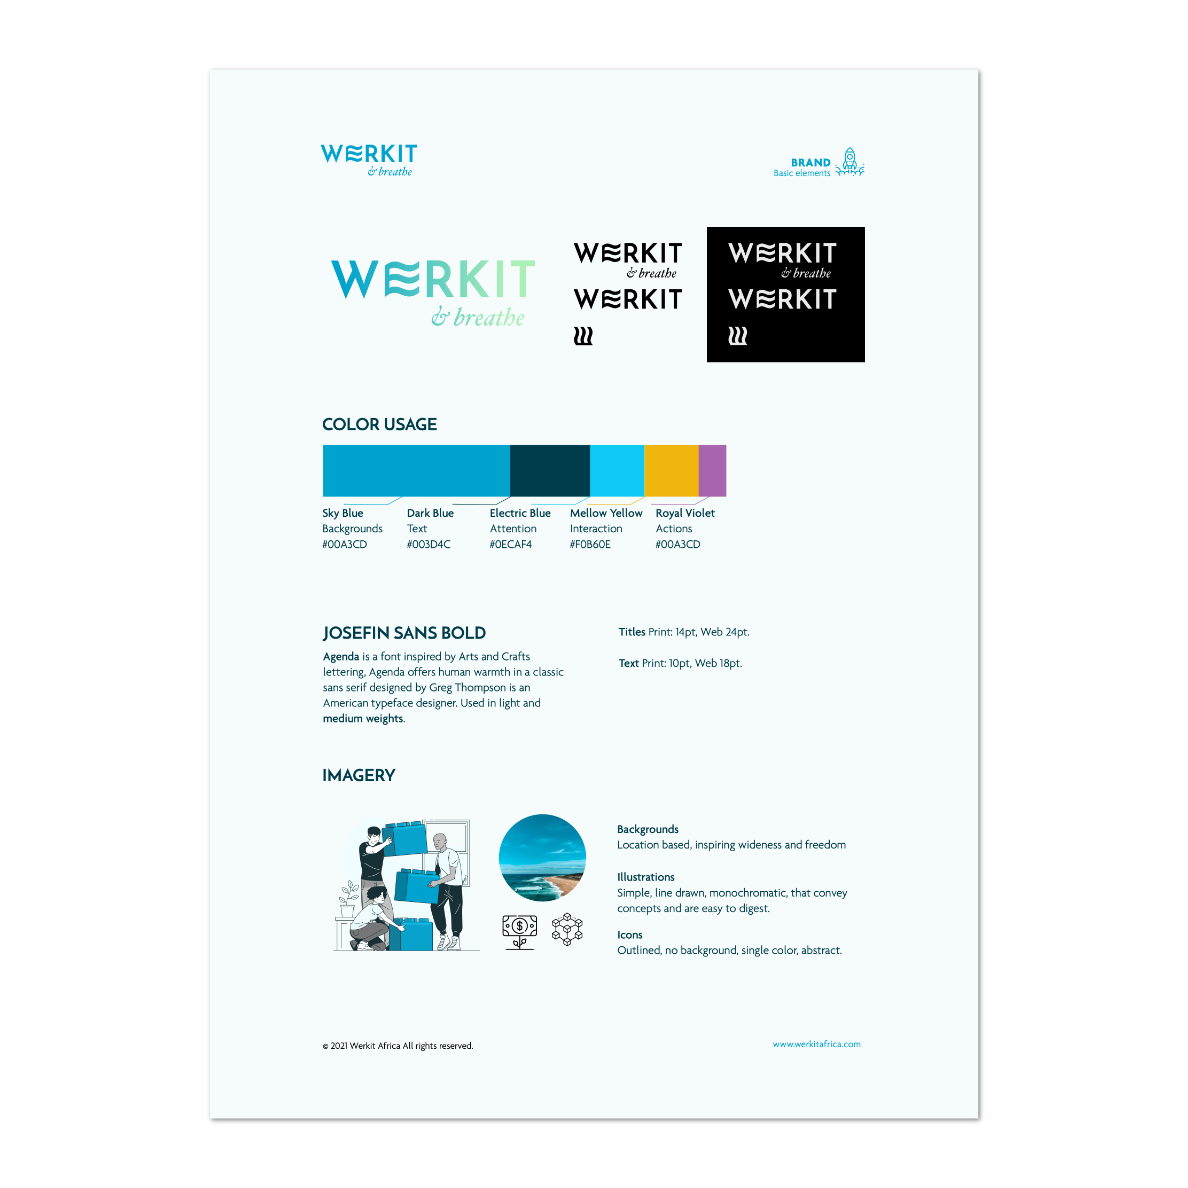 WERKIT
& breathe
BRAND
Basic elements
WERKIT
& breathe
WERKIT
& breathe
WERKIT
WERKIT
& breathe
WERKIT
COLOR USAGE
Sky Blue
Backgrounds
#00A3CD
Dark Blue
Text
#003D4C
Electric Blue
Attention
#0ECAF4
Mellow Yellow
Interaction
#F0B60E
Royal Violet
Actions
#00A3CD
JOSEFIN SANS BOLD
Agenda is a font inspired by Arts and Crafts
lettering, Agenda offers human warmth in a classic
sans serif designed by Greg Thompson is an
American typeface designer. Used in light and
medium weights.
Titles Print: 14pt, Web 24pt.
Text Print: 10pt, Web 18pt.
IMAGERY
$
Backgrounds
Location based, inspiring wideness and freedom
Illustrations
Simple, line drawn, monochromatic, that convey
concepts and are easy to digest.
Icons
Outlined, no background, single color, abstract.
© 2021 Werkit Africa All rights reserved.
www.werkitafrica.com